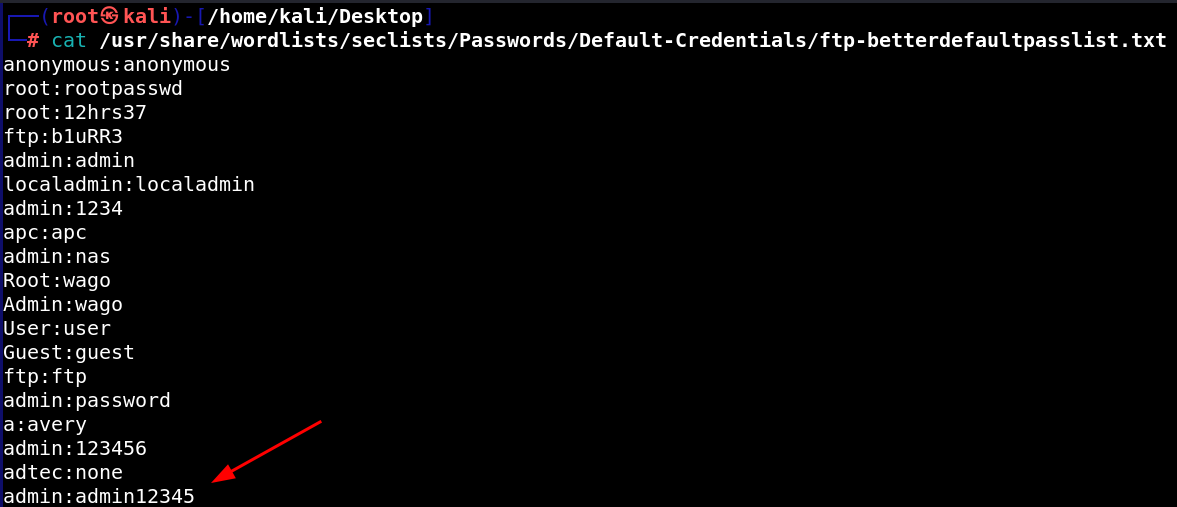 ┌──(root㉿kali)-[/home/kali/Desktop]
└─# cat /usr/share/wordlists/seclists/Passwords/Default-Credentials/ftp-betterdefaultpasslist.txt
anonymous:anonymous
root:rootpasswd
root:12hrs37
ftp:b1uRR3
admin:admin
localadmin:localadmin
admin:1234
apc:apc
admin:nas
Root:wago
Admin:wago
User:user
Guest:guest
ftp:ftp
admin:password
a:avery
admin:123456
adtec:none
admin:admin12345